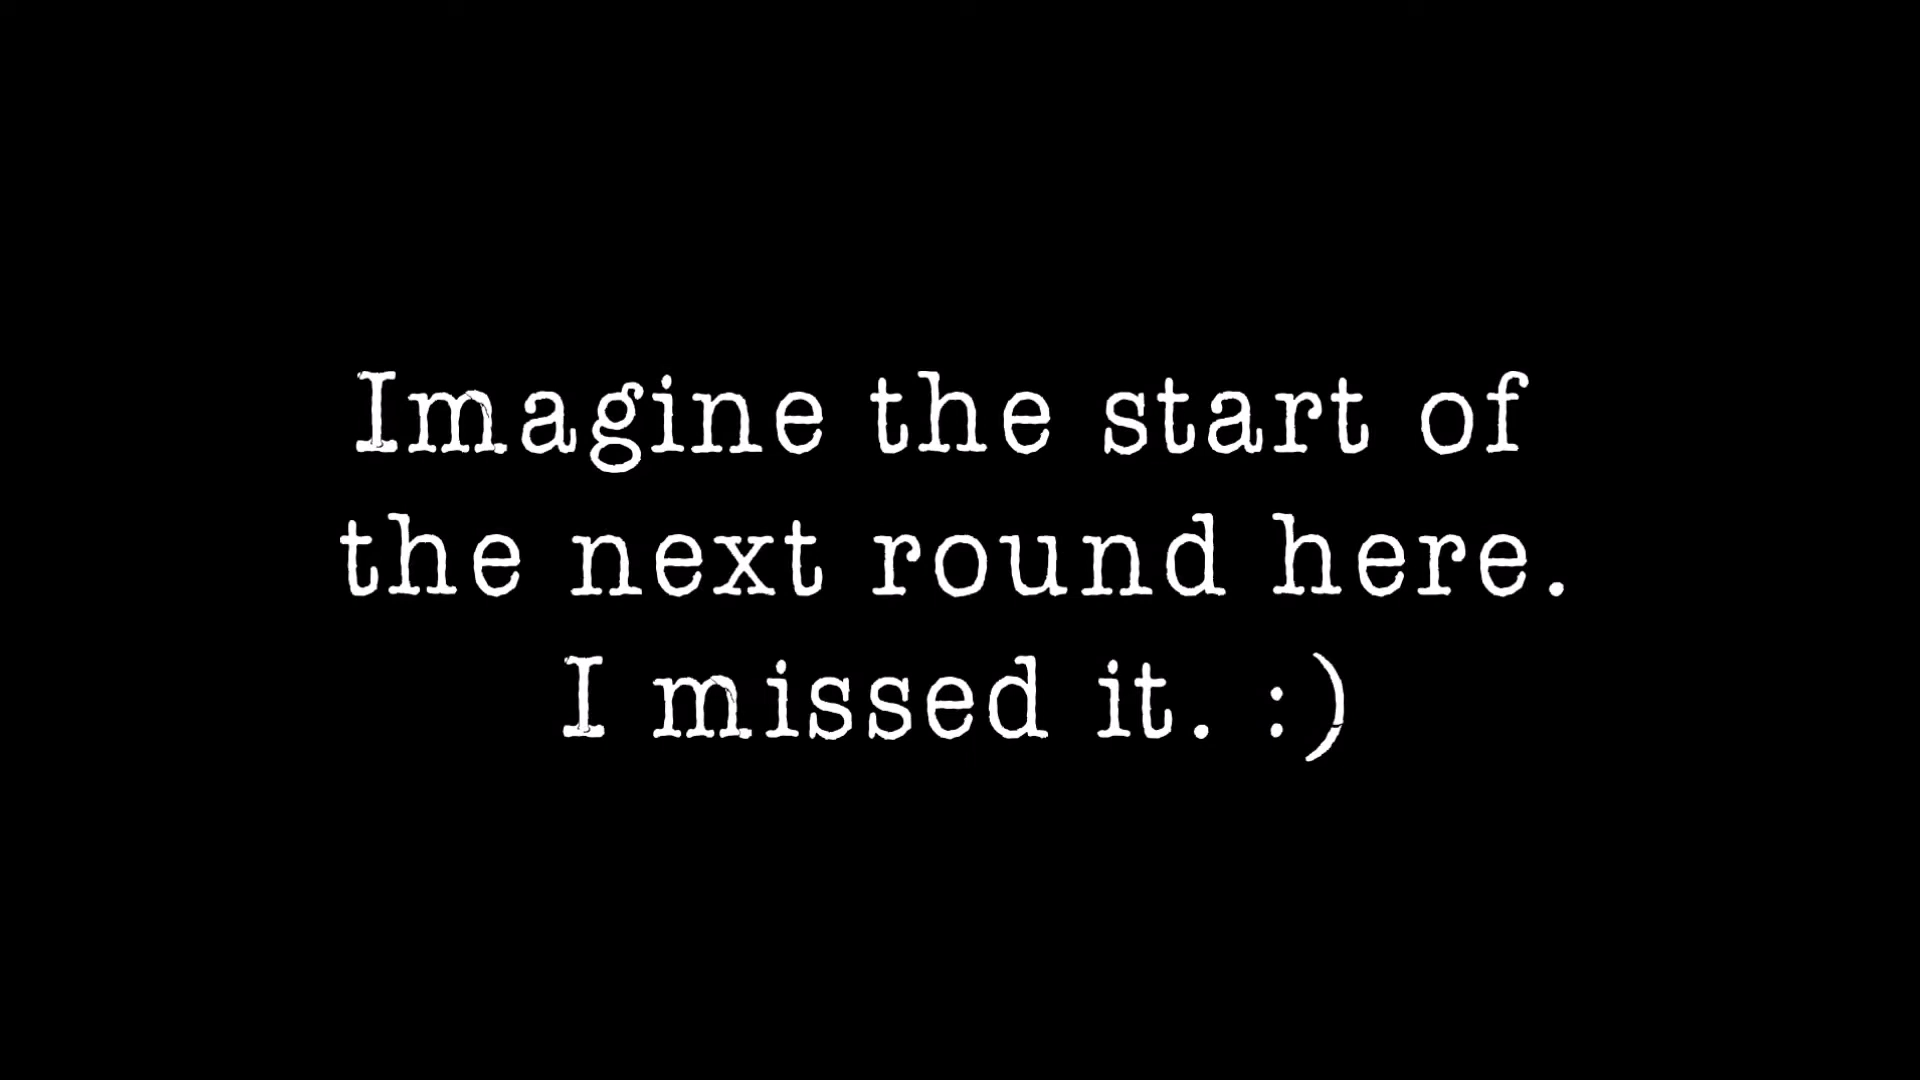 Imagine the start of
the next round here.
I missed it. :)